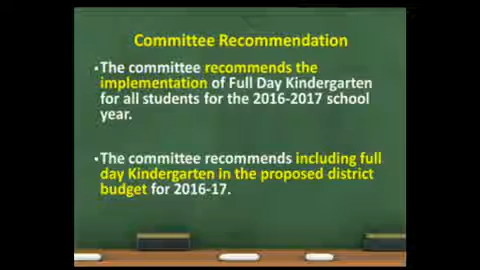 Committee Recommendation
•The committee recommends the
implementation of Full Day Kindergarten
for all students for the 2016-2017 school
year.
•The committee recommends including full
day Kindergarten in the proposed district
budget for 2016-17.